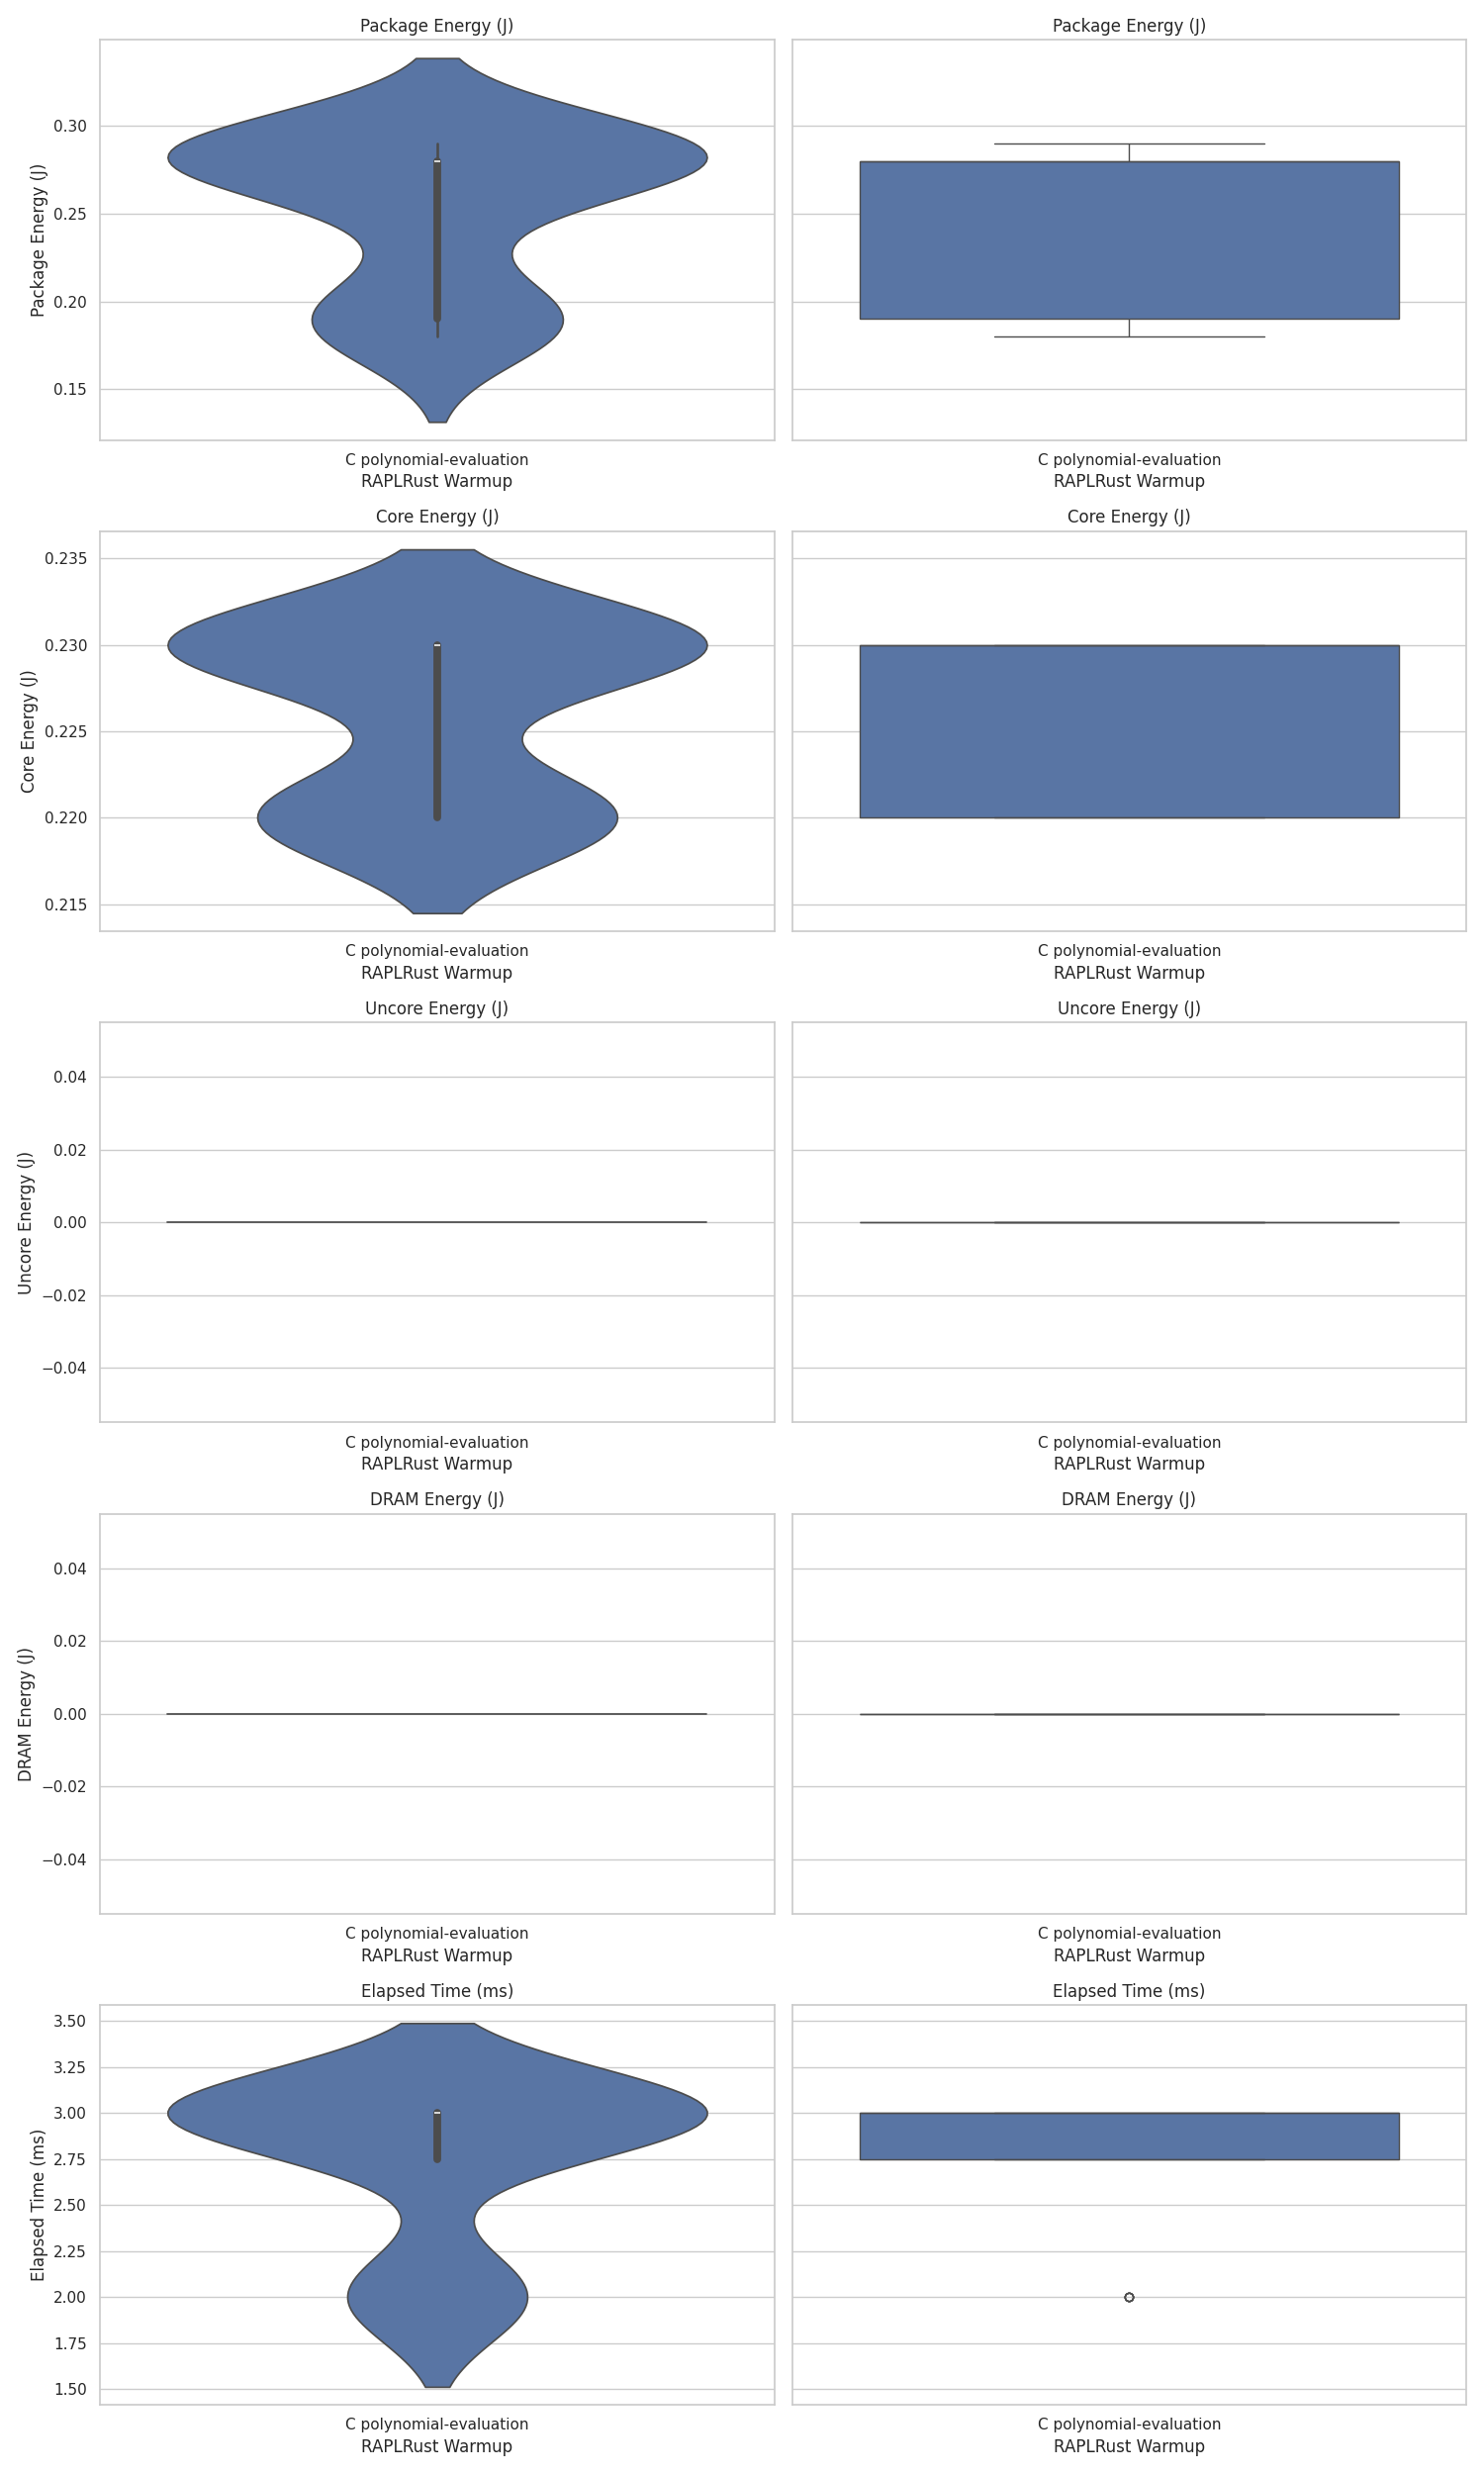 Package Energy (J)
Package Energy (J)
Package Energy (J)
0.30
0.25
0.20
0.15
C polynomial-evaluation
RAPLRust Warmup
C polynomial-evaluation
RAPLRust Warmup
Core Energy (J)
Core Energy (J)
Core Energy (J)
0.235
0.230
0.225
0.220
0.215
C polynomial-evaluation
RAPLRust Warmup
C polynomial-evaluation
RAPLRust Warmup
Uncore Energy (J)
Uncore Energy (J)
Uncore Energy (J)
0.04
0.02
0.00
−0.02
−0.04
C polynomial-evaluation
RAPLRust Warmup
C polynomial-evaluation
RAPLRust Warmup
DRAM Energy (J)
DRAM Energy (J)
DRAM Energy (J)
0.04
0.02
0.00
−0.02
−0.04
C polynomial-evaluation
RAPLRust Warmup
C polynomial-evaluation
RAPLRust Warmup
Elapsed Time (ms)
Elapsed Time (ms)
Elapsed Time (ms)
3.50
3.25
3.00
2.75
2.50
2.25
2.00
1.75
1.50
C polynomial-evaluation
RAPLRust Warmup
C polynomial-evaluation
RAPLRust Warmup